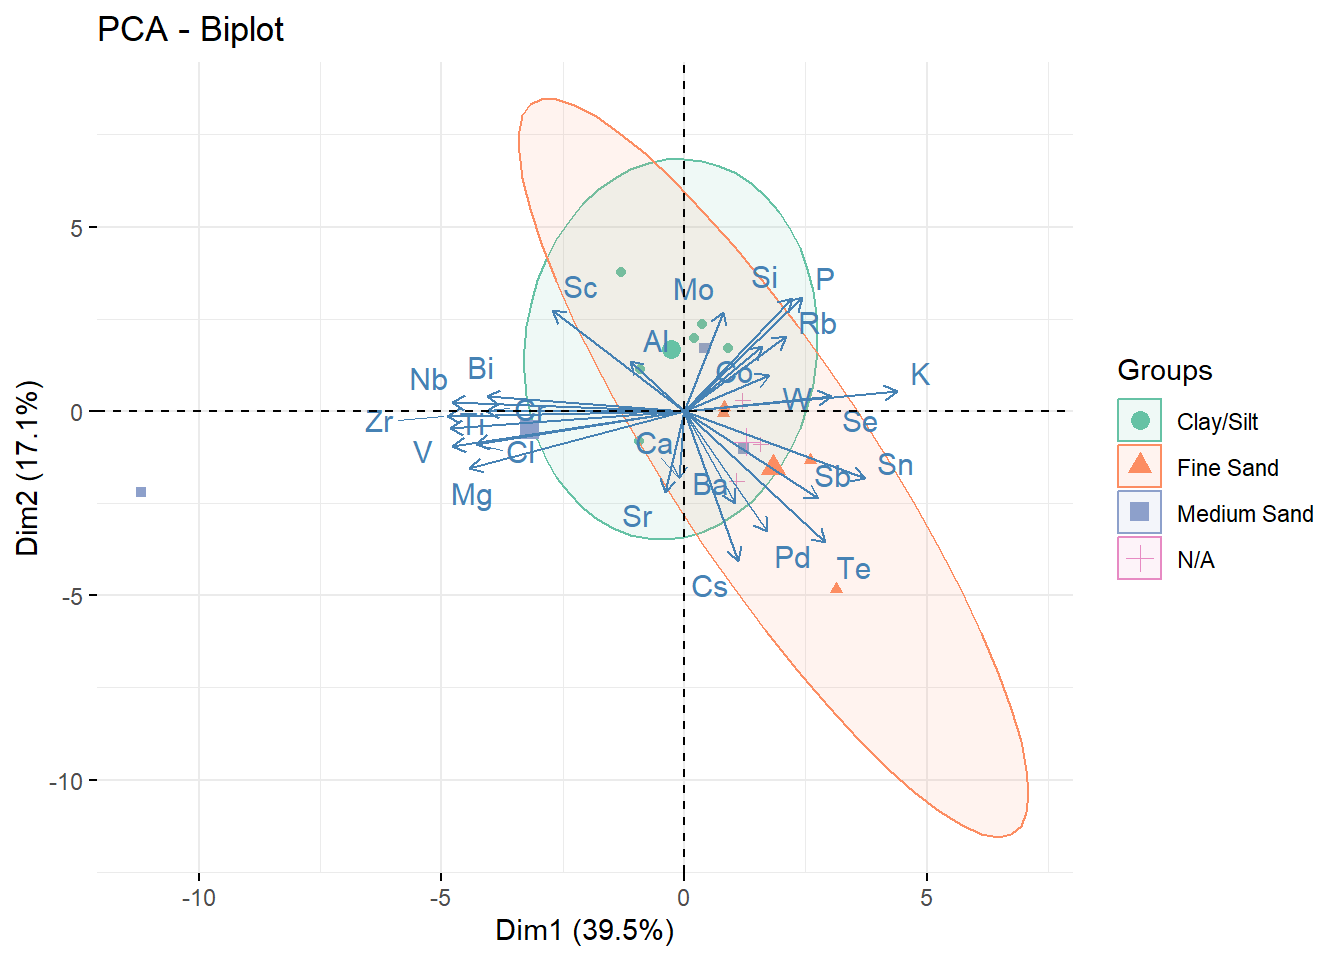 PCA - Biplot
Dim2 (17.1%)
5
0
-5
-10
-10
-5
0
5
Dim1 (39.5%)
Sc
Mo
Si
P
Rb
Al
Nb
Bi
Co
K
W
Zr
Ti
Cr
Se
V
Cl
Ca
Sn
Mg
Ba
Sb
Sr
Pd
Te
Cs
Groups
Clay/Silt
Fine Sand
Medium Sand
N/A